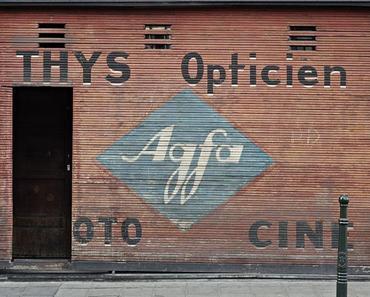 THYS Opticien
Agfa
OTO CINE